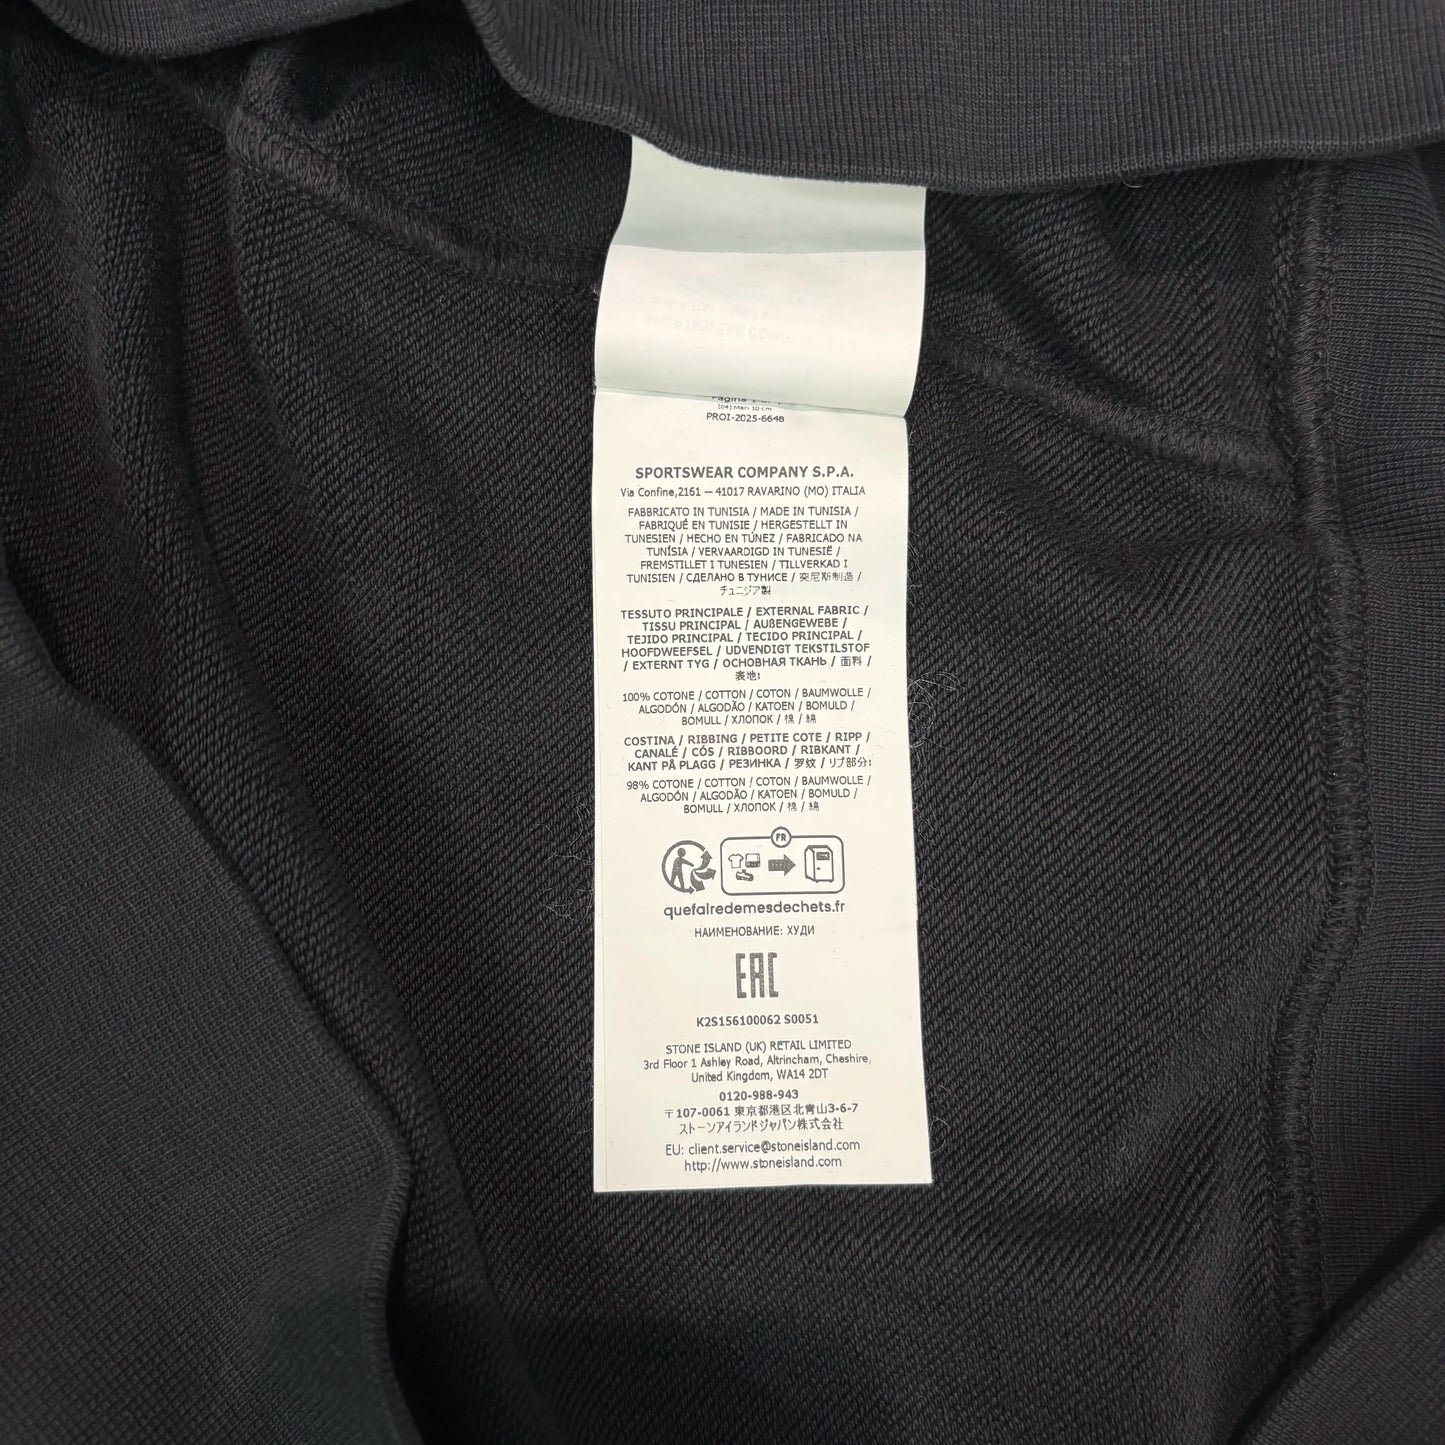 [04] Man 10 cm
PROI-2025-6648
SPORTSWEAR COMPANY S.P.A.
Via Confine,2161 – 41017 RAVARINO (MO) ITALIA
FABBRICATO IN TUNISIA / MADE IN TUNISIA /
FABRIQUÉ EN TUNISIE / HERGESTELLT IN
TUNESIEN / HECHO EN TÚNEZ / FABRICADO NA
TUNÍSIA / VERVAARDIGD IN TUNESIË /
FREMSTILLET I TUNESIEN / TILLVERKAD I
TUNISIEN / СДЕЛАНО В ТУНИСЕ / 突尼斯制造 /
チュニジア製
TESSUTO PRINCIPALE / EXTERNAL FABRIC /
TISSU PRINCIPAL / AUßENGEWEBE /
TEJIDO PRINCIPAL / TECIDO PRINCIPAL /
HOOFDWEEFSEL / UDVENDIGT TEKSTILSTOF
/ EXTERNT TYG / ОСНОВНАЯ ТКАНЬ / 面料 /
表地:
100% COTONE / COTTON / COTON / BAUMWOLLE /
ALGODÓN / ALGODÃO / KATOEN / BOMULD /
BOMULL / ХЛОПОК / 棉 / 綿
COSTINA / RIBBING / PETITE COTE / RIPP /
CANALÉ / CÓS / RIBBOORD / RIBKANT /
KANT PÅ PLAGG / РЕЗИНКА / 罗纹 / リブ部分:
98% COTONE / COTTON / COTON / BAUMWOLLE /
ALGODÓN / ALGODÃO / KATOEN / BOMULD /
BOMULL / ХЛОПОК / 棉 / 綿
FR
quefairedemesdechets.fr
НАИМЕНОВАНИЕ: ХУДИ
EAC
K2S156100062 S0051
STONE ISLAND (UK) RETAIL LIMITED
3rd Floor 1 Ashley Road, Altrincham, Cheshire,
United Kingdom, WA14 2DT
0120-988-943
〒107-0061 東京都港区北青山3-6-7
ストーンアイランドジャパン株式会社
EU: client.service@stoneisland.com
http://www.stoneisland.com